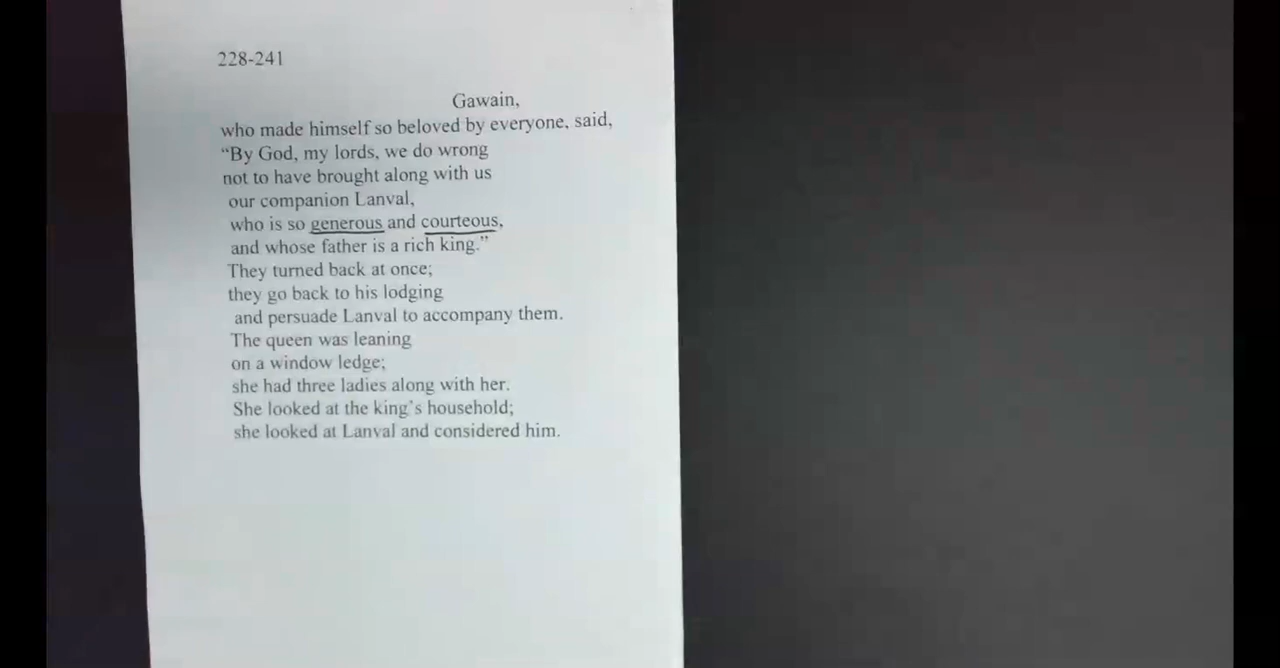 228-241
Gawain,
who made himself so beloved by everyone, said,
“By God, my lords, we do wrong
not to have brought along with us
our companion Lanval,
who is so generous and courteous,
and whose father is a rich king.”
They turned back at once;
they go back to his lodging
and persuade Lanval to accompany them.
The queen was leaning
on a window ledge;
she had three ladies along with her.
She looked at the king’s household;
she looked at Lanval and considered him.